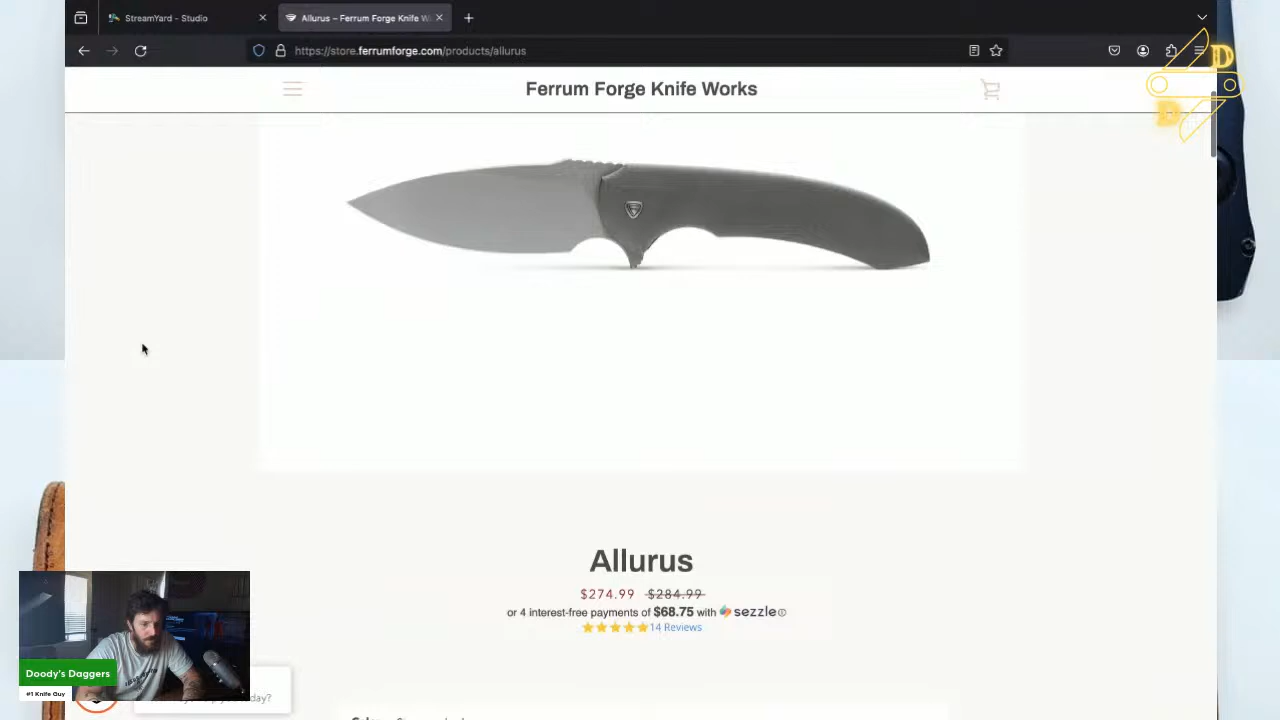 StreamYard - Studio
Allurus – Ferrum Forge Knife W
https://store.ferrumforge.com/products/allurus
D
D
Ferrum Forge Knife Works
Allurus
$274.99 $284.99
or 4 interest-free payments of $68.75 with sezzle
14 Reviews
Doody's Daggers
#1 Knife Guy